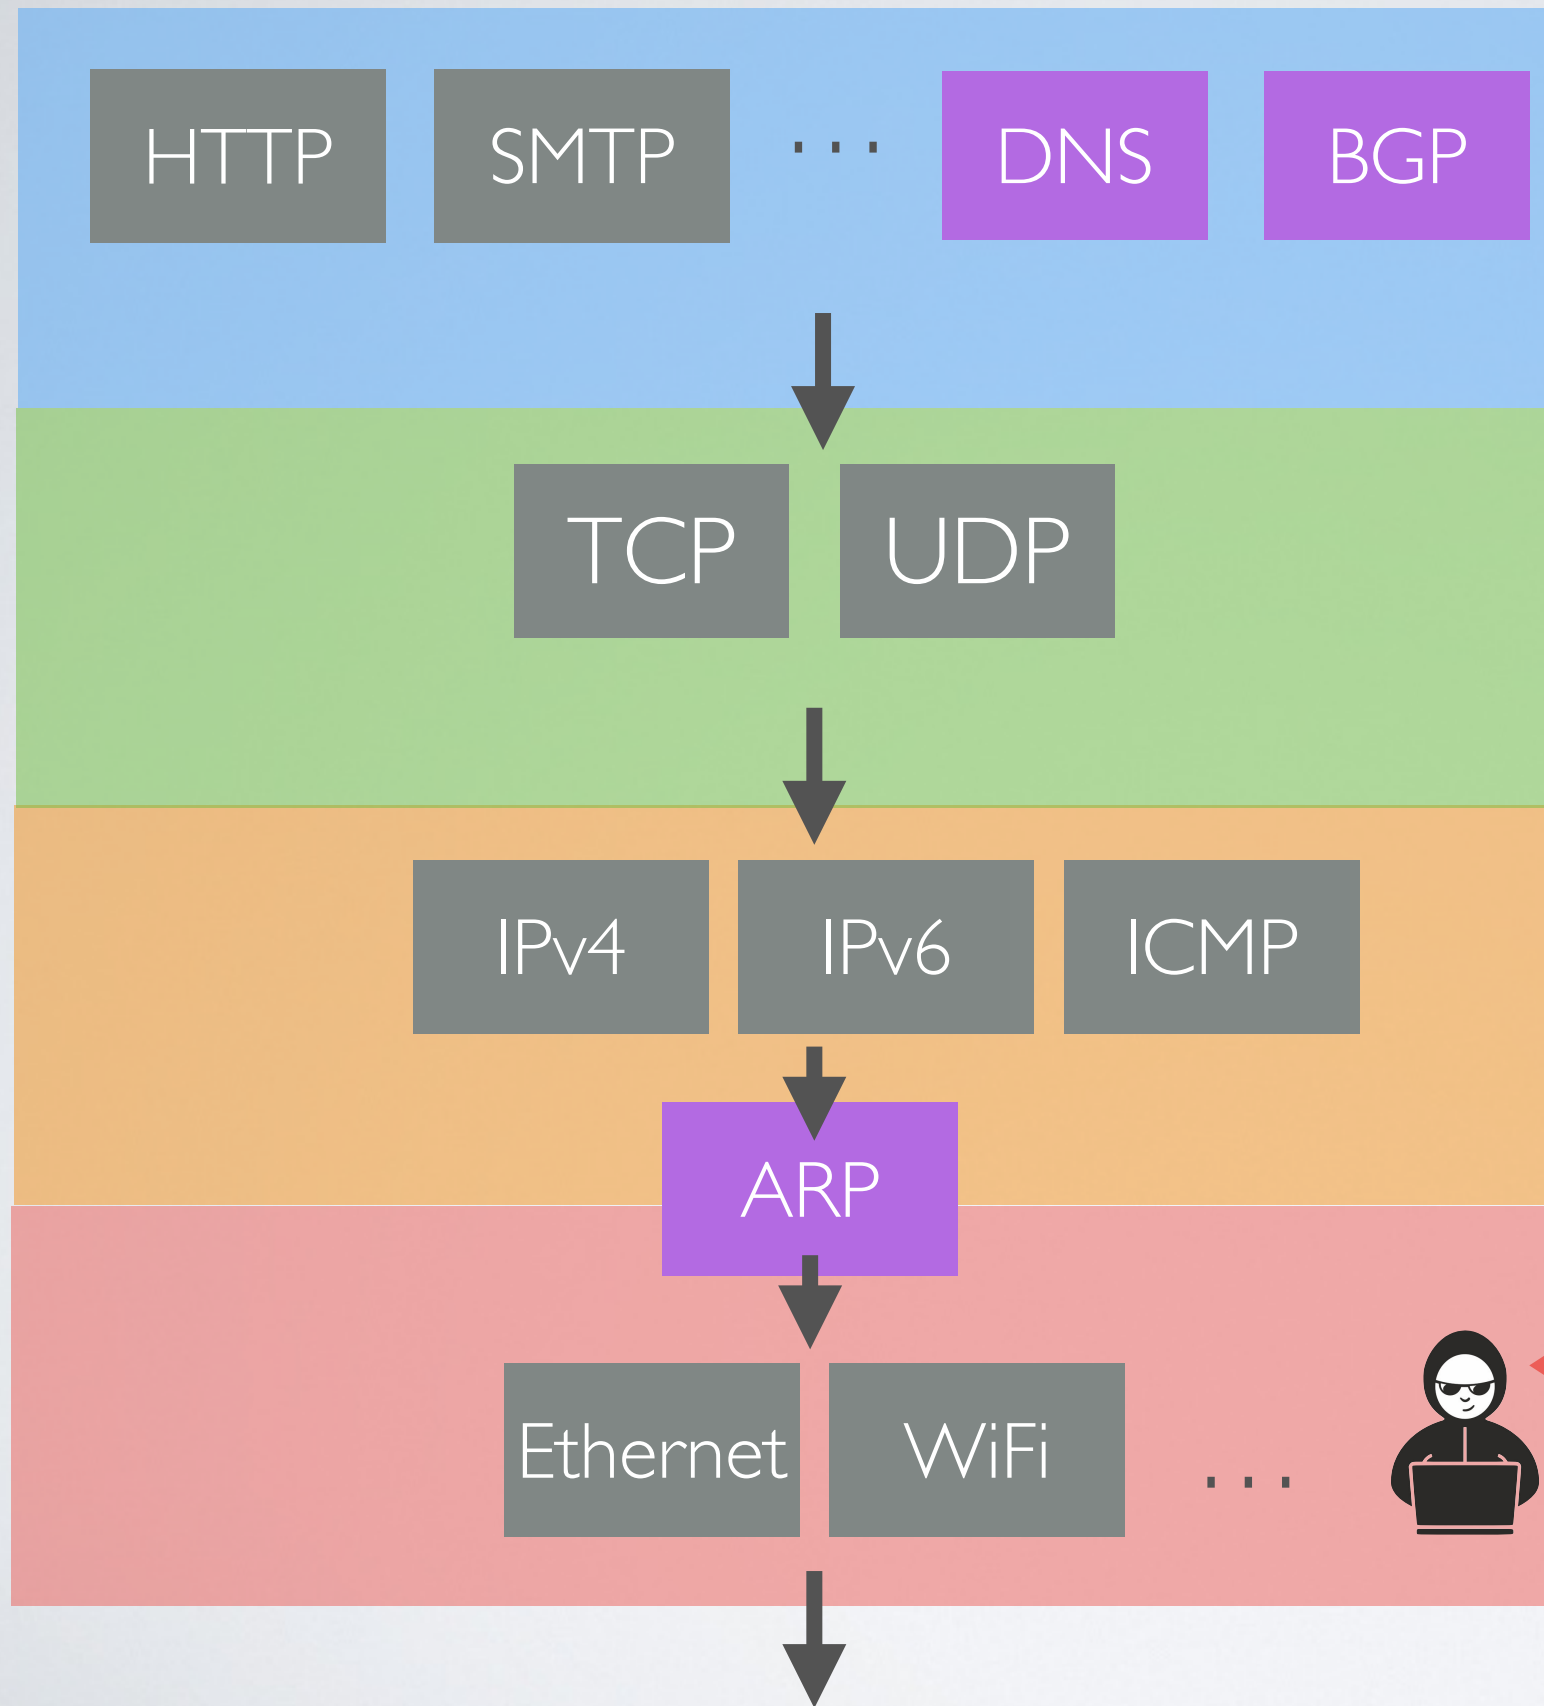 HTTP SMTP ... DNS BGP
TCP UDP
IPv4 IPv6 ICMP
ARP
Ethernet WiFi ...